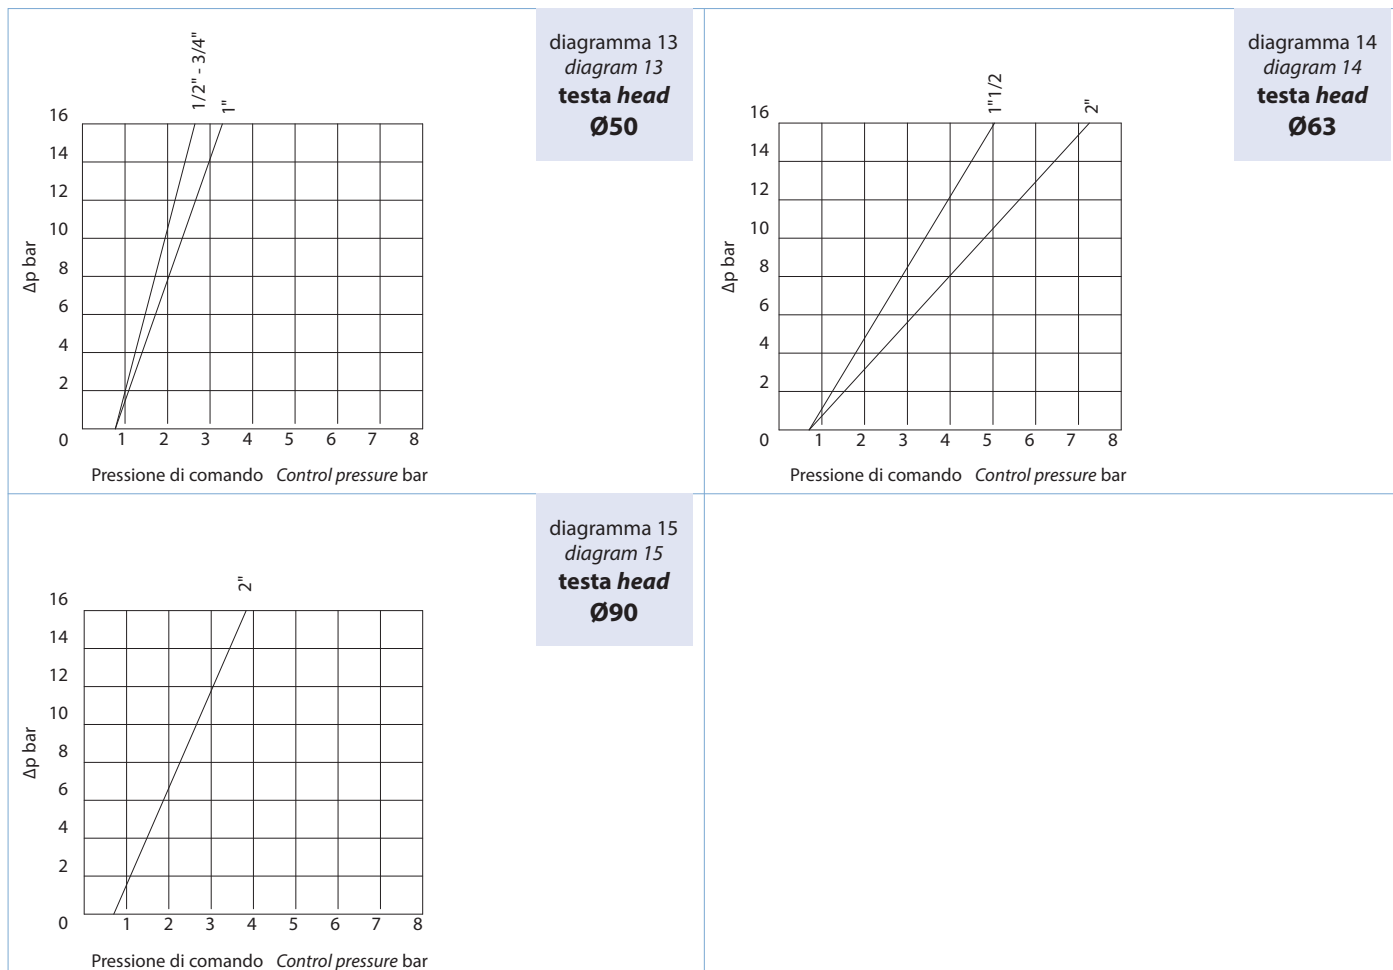 diagramma 13
diagram 13
testa head
Ø50
1/2" - 3/4"
1"
16
14
12
10
8
6
4
2
0
Δp bar
1 2 3 4 5 6 7 8
Pressione di comando Control pressure bar
diagramma 14
diagram 14
testa head
Ø63
1"1/2
2"
16
14
12
10
8
6
4
2
0
Δp bar
1 2 3 4 5 6 7 8
Pressione di comando Control pressure bar
diagramma 15
diagram 15
testa head
Ø90
2"
16
14
12
10
8
6
4
2
0
Δp bar
1 2 3 4 5 6 7 8
Pressione di comando Control pressure bar